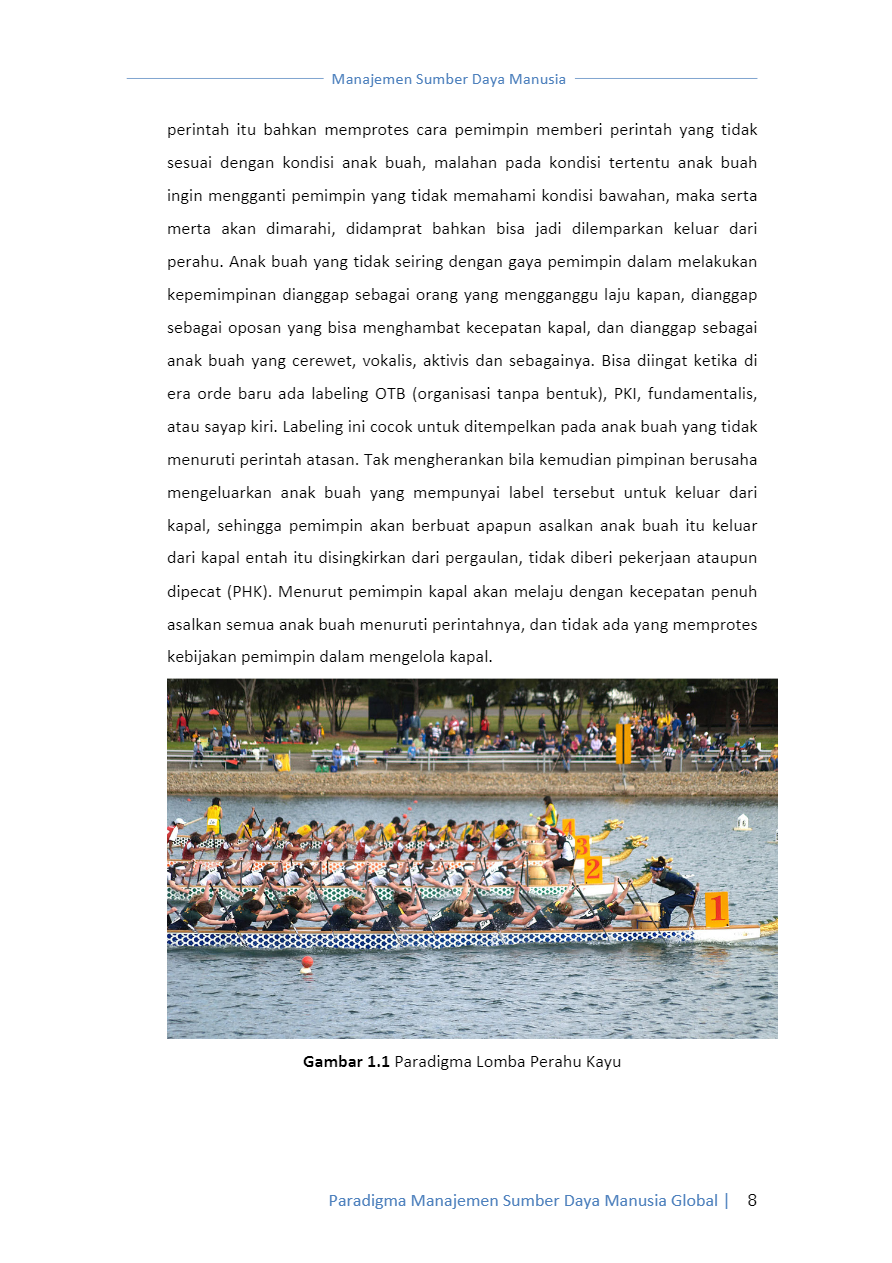 Manajemen Sumber Daya Manusia
perintah itu bahkan memprotes cara pemimpin memberi perintah yang tidak
sesuai dengan kondisi anak buah, malahan pada kondisi tertentu anak buah
ingin mengganti pemimpin yang tidak memahami kondisi bawahan, maka serta
merta akan dimarahi, didamprat bahkan bisa jadi dilemparkan keluar dari
perahu. Anak buah yang tidak seiring dengan gaya pemimpin dalam melakukan
kepemimpinan dianggap sebagai orang yang mengganggu laju kapan, dianggap
sebagai oposan yang bisa menghambat kecepatan kapal, dan dianggap sebagai
anak buah yang cerewet, vokalis, aktivis dan sebagainya. Bisa diingat ketika di
era orde baru ada labeling OTB (organisasi tanpa bentuk), PKI, fundamentalis,
atau sayap kiri. Labeling ini cocok untuk ditempelkan pada anak buah yang tidak
menuruti perintah atasan. Tak mengherankan bila kemudian pimpinan berusaha
mengeluarkan anak buah yang mempunyai label tersebut untuk keluar dari
kapal, sehingga pemimpin akan berbuat apapun asalkan anak buah itu keluar
dari kapal entah itu disingkirkan dari pergaulan, tidak diberi pekerjaan ataupun
dipecat (PHK). Menurut pemimpin kapal akan melaju dengan kecepatan penuh
asalkan semua anak buah menuruti perintahnya, dan tidak ada yang memprotes
kebijakan pemimpin dalam mengelola kapal.
4
3
2
1
Gambar 1.1 Paradigma Lomba Perahu Kayu
Paradigma Manajemen Sumber Daya Manusia Global | 8